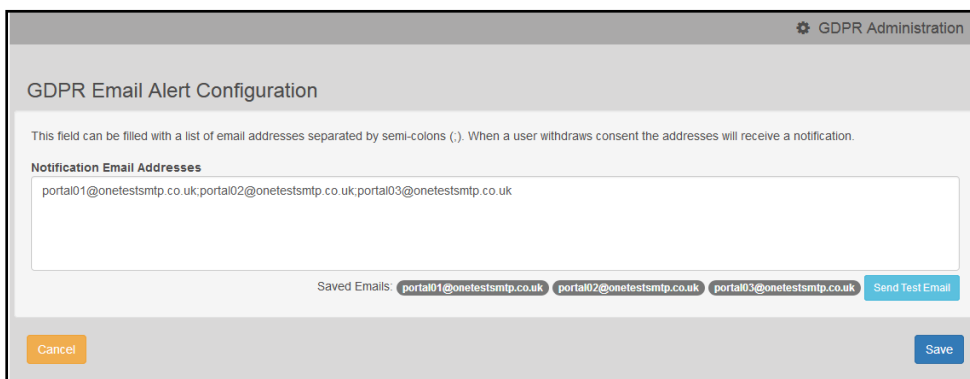 GDPR Administration
GDPR Email Alert Configuration
This field can be filled with a list of email addresses separated by semi-colons (;). When a user withdraws consent the addresses will receive a notification.
Notification Email Addresses
portal01@onetestsmtp.co.uk;portal02@onetestsmtp.co.uk;portal03@onetestsmtp.co.uk
Saved Emails: portal01@onetestsmtp.co.uk portal02@onetestsmtp.co.uk portal03@onetestsmtp.co.uk Send Test Email
Cancel Save